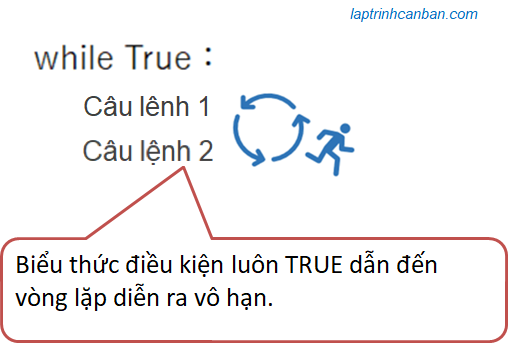 laptrinhcanban.com
while True :
Câu lênh 1
Câu lệnh 2
Biểu thức điều kiện luôn TRUE dẫn đến
vòng lặp diễn ra vô hạn.